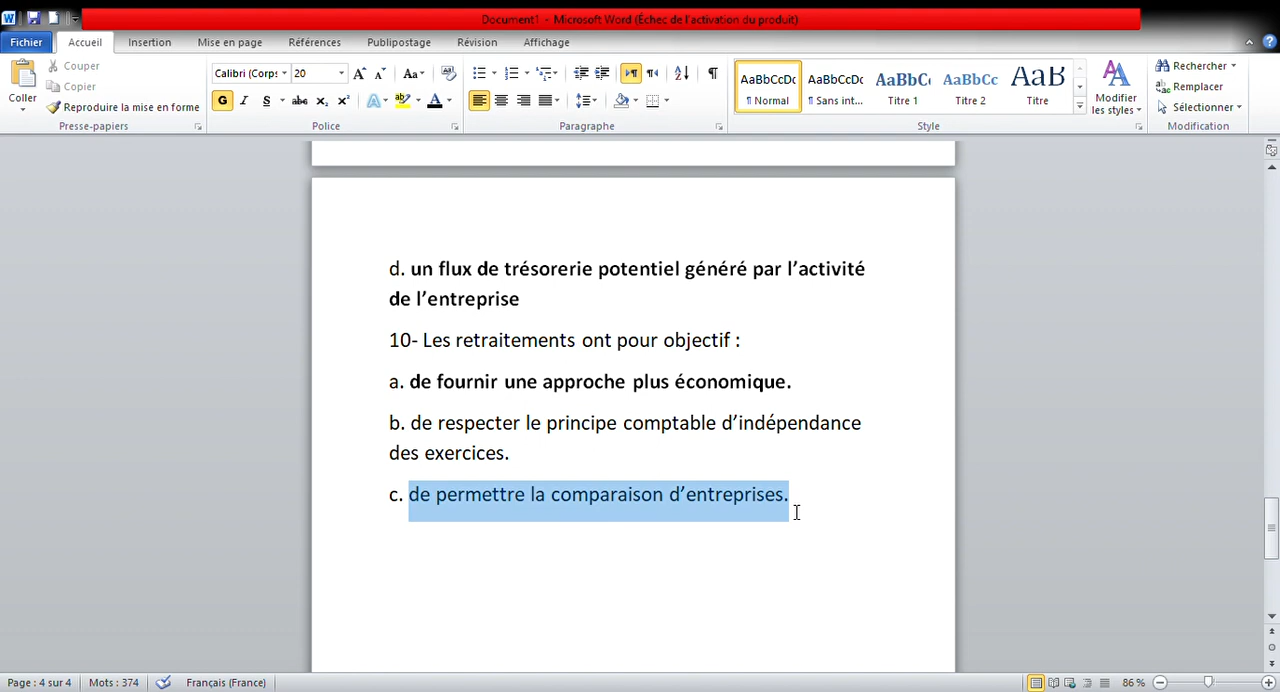 Document1 - Microsoft Word (Échec de l'activation du produit)
Fichier Accueil Insertion Mise en page Références Publipostage Révision Affichage
Couper
Copier
Reproduire la mise en forme
Coller
Presse-papiers
Calibri (Corps 20
G I S abc x₂ x²
Police
Paragraphe
AaBbCcDc AaBbCcDc AaBbC AaBbCc AaB
¶ Normal ¶ Sans int... Titre 1 Titre 2 Titre
Modifier
les styles
Style
Rechercher
Remplacer
Sélectionner
Modification
d. un flux de trésorerie potentiel généré par l’activité
de l’entreprise
10- Les retraitements ont pour objectif :
a. de fournir une approche plus économique.
b. de respecter le principe comptable d’indépendance
des exercices.
c. de permettre la comparaison d’entreprises.
Page : 4 sur 4 Mots : 374 Français (France) 86 %